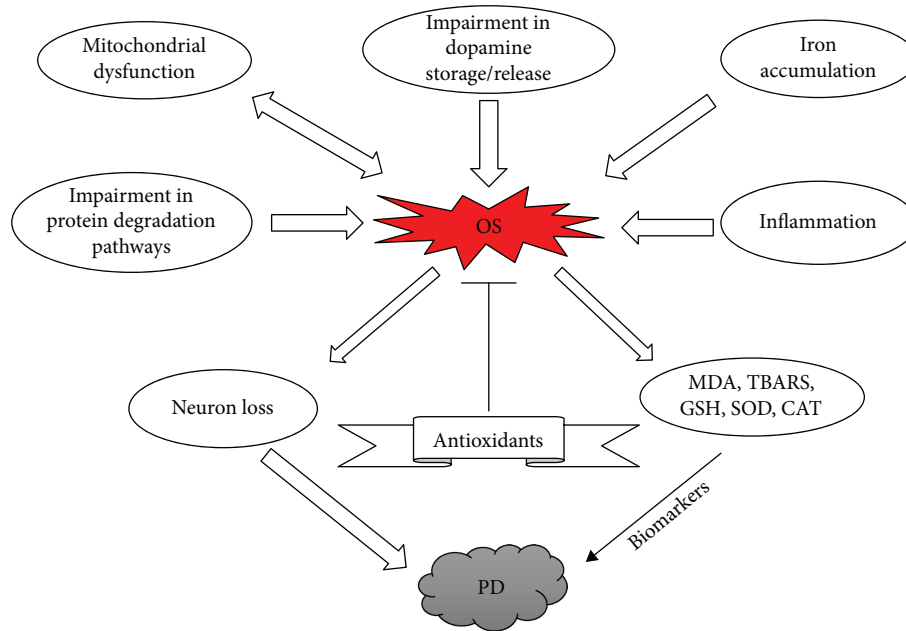 Mitochondrial
dysfunction
Impairment in
dopamine
storage/release
Iron
accumulation
Impairment in
protein degradation
pathways
OS
Inflammation
Neuron loss
Antioxidants
MDA, TBARS,
GSH, SOD, CAT
Biomarkers
PD